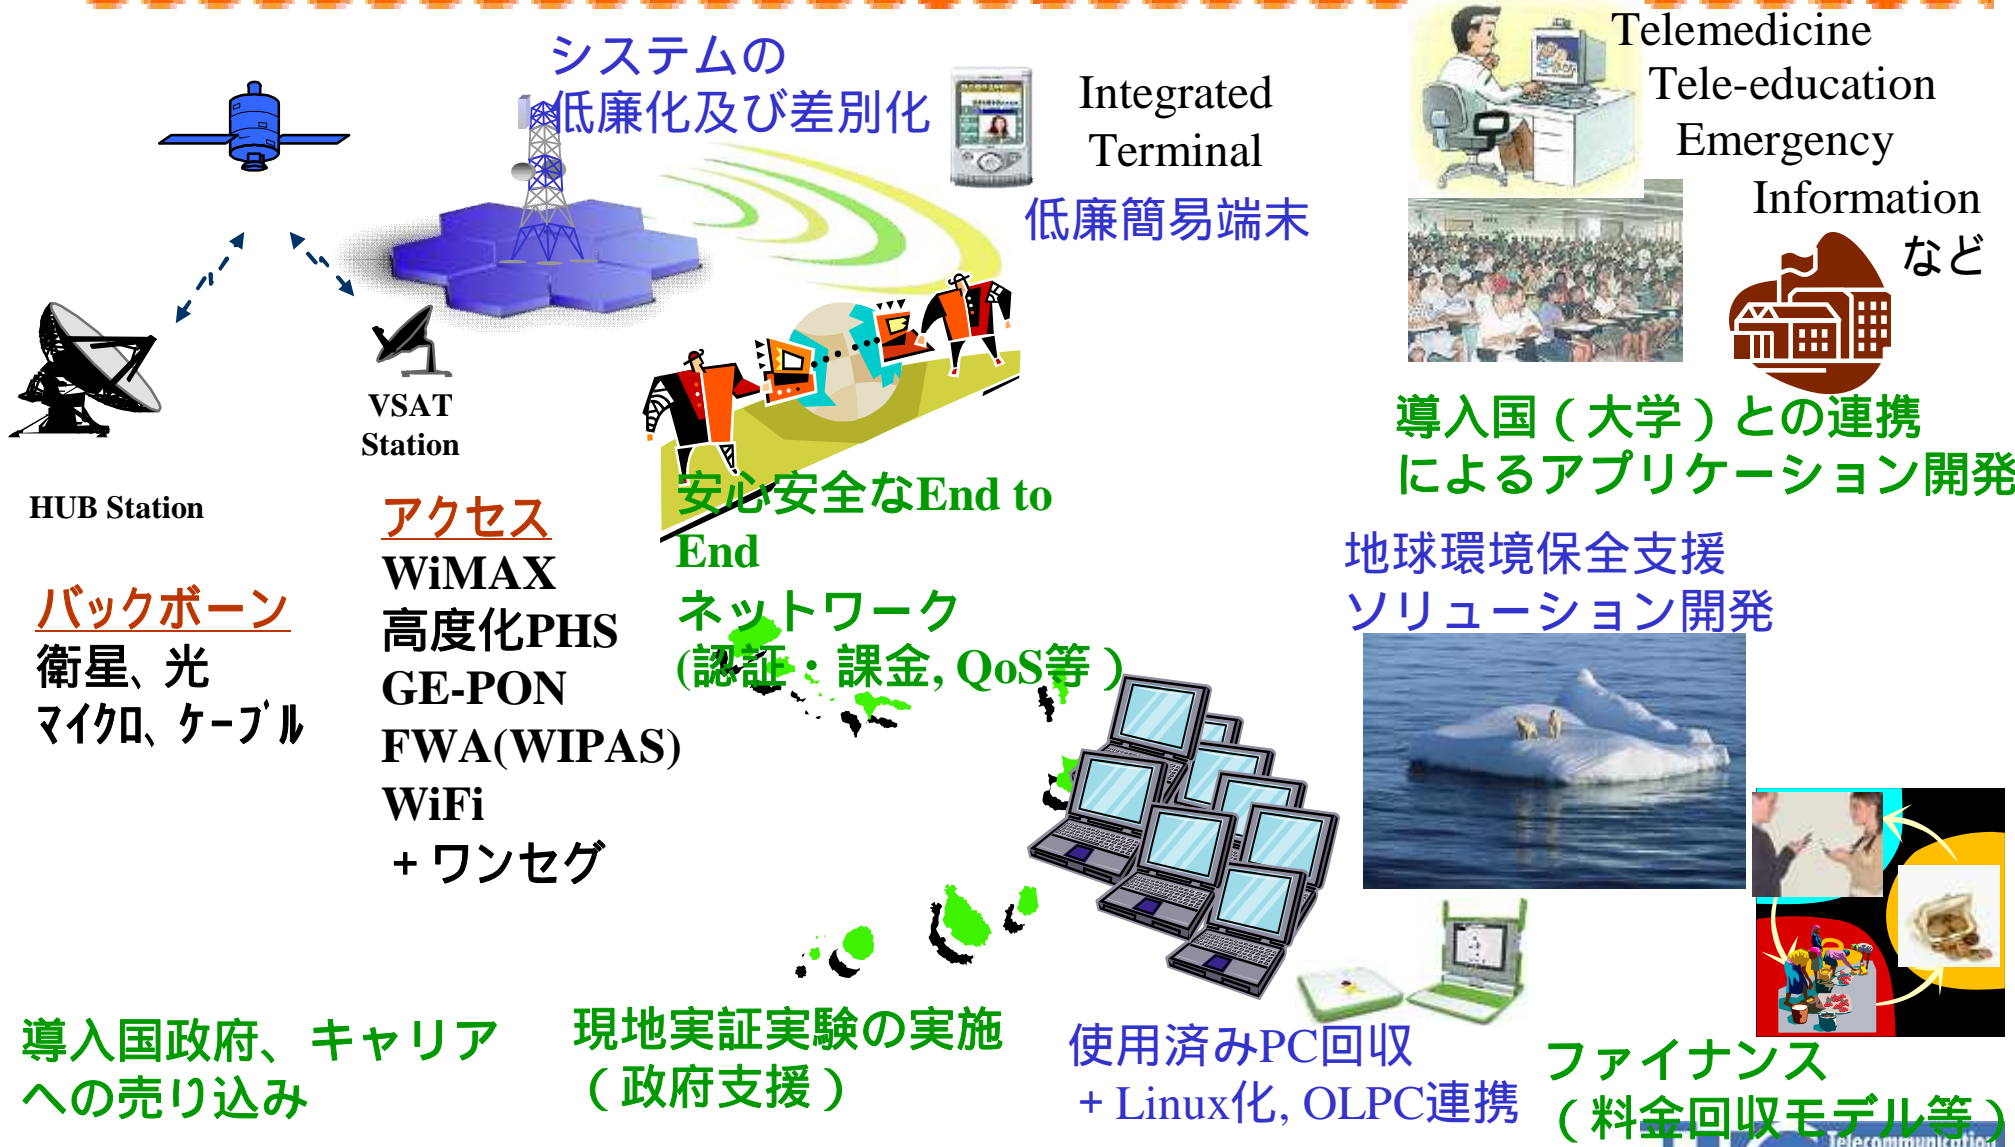 システムの
低廉化及び差別化
Integrated
Terminal
低廉簡易端末
Telemedicine
Tele-education
Emergency
Information
など
VSAT
Station
HUB Station
導入国（大学）との連携
によるアプリケーション開発
バックボーン
衛星、光
マイクロ、ケーブル
アクセス
WiMAX
高度化PHS
GE-PON
FWA(WIPAS)
WiFi
+ワンセグ
安心安全なEnd to
End
ネットワーク
(認証・課金, QoS等）
地球環境保全支援
ソリューション開発
導入国政府、キャリア
への売り込み
現地実証実験の実施
（政府支援）
使用済みPC回収
+ Linux化, OLPC連携
ファイナンス
（料金回収モデル等）
Telecommunication